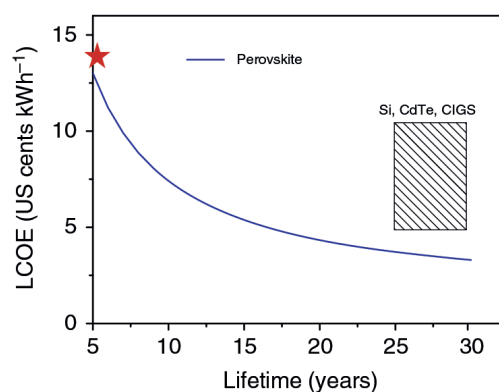 15
10
5
0
5
10
15
20
25
30
Perovskite
Si, CdTe, CIGS
LCOE (US cents kWh⁻¹)
Lifetime (years)